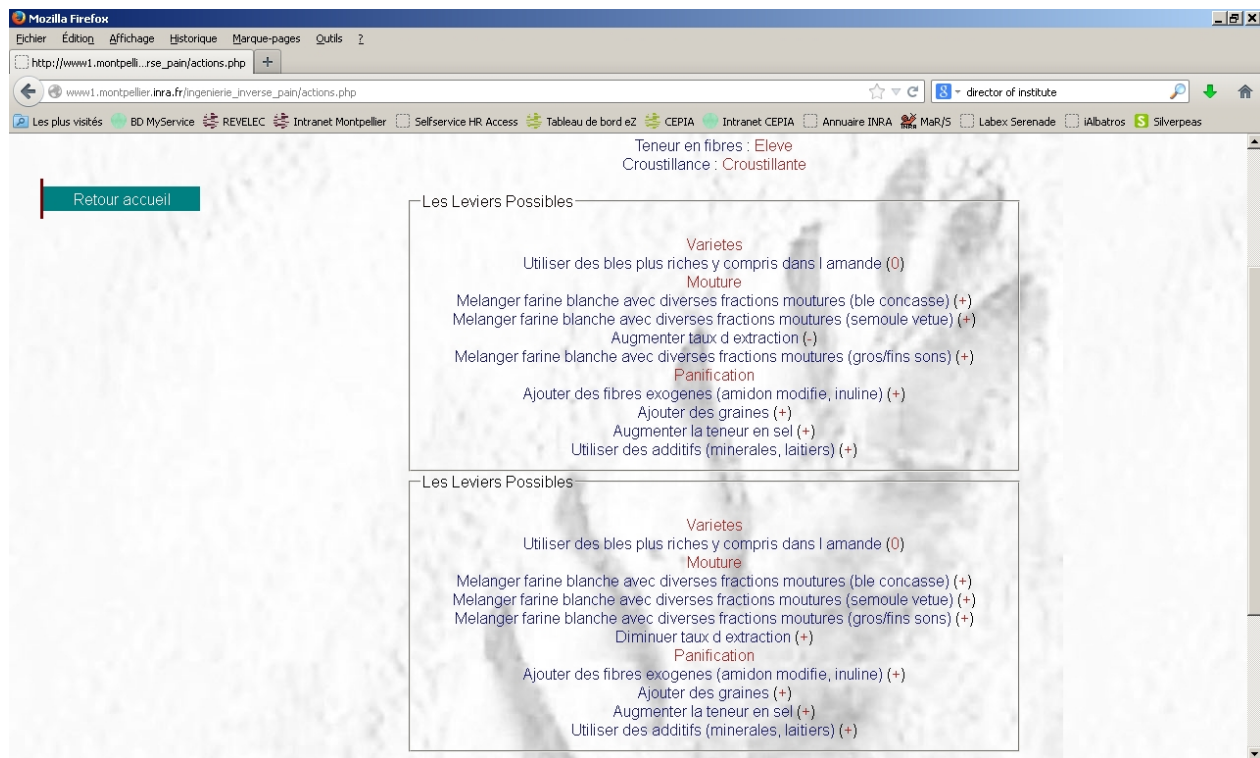 Mozilla Firefox
Fichier Édition Affichage Historique Marque-pages Outils ?
http://www1.montpelli...rse_pain/actions.php +
www1.montpellier.inra.fr/ingenierie_inverse_pain/actions.php
8 director of institute
Les plus visités BD MyService REVELEC Intranet Montpellier Selfservice HR Access Tableau de bord eZ CEPIA Intranet CEPIA Annuaire INRA MaR/S Labex Serenade iAlbatros S Silverpeas
Teneur en fibres : Eleve
Croustillance : Croustillante
Retour accueil
Les Leviers Possibles
Varietes
Utiliser des bles plus riches y compris dans l amande (0)
Mouture
Melanger farine blanche avec diverses fractions moutures (ble concasse) (+)
Melanger farine blanche avec diverses fractions moutures (semoule vetue) (+)
Augmenter taux d extraction (-)
Melanger farine blanche avec diverses fractions moutures (gros/fins sons) (+)
Panification
Ajouter des fibres exogenes (amidon modifie, inuline) (+)
Ajouter des graines (+)
Augmenter la teneur en sel (+)
Utiliser des additifs (minerales, laitiers) (+)
Les Leviers Possibles
Varietes
Utiliser des bles plus riches y compris dans l amande (0)
Mouture
Melanger farine blanche avec diverses fractions moutures (ble concasse) (+)
Melanger farine blanche avec diverses fractions moutures (semoule vetue) (+)
Melanger farine blanche avec diverses fractions moutures (gros/fins sons) (+)
Diminuer taux d extraction (+)
Panification
Ajouter des fibres exogenes (amidon modifie, inuline) (+)
Ajouter des graines (+)
Augmenter la teneur en sel (+)
Utiliser des additifs (minerales, laitiers) (+)